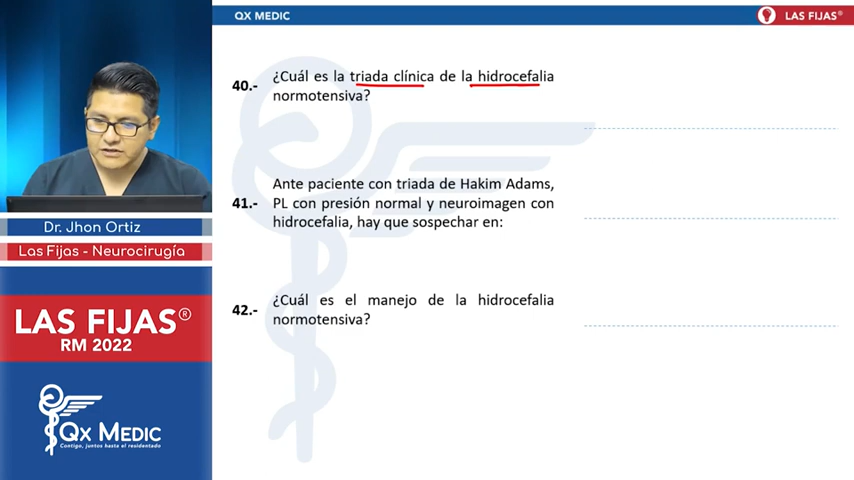 QX MEDIC
LAS FIJAS
40.- ¿Cuál es la triada clínica de la hidrocefalia
normotensiva?
41.- Ante paciente con triada de Hakim Adams,
PL con presión normal y neuroimagen con
hidrocefalia, hay que sospechar en:
42.- ¿Cuál es el manejo de la hidrocefalia
normotensiva?
Dr. Jhon Ortiz
Las Fijas - Neurocirugía
LAS FIJAS®
RM 2022
QX MEDIC
Contigo, juntos hasta el residentado